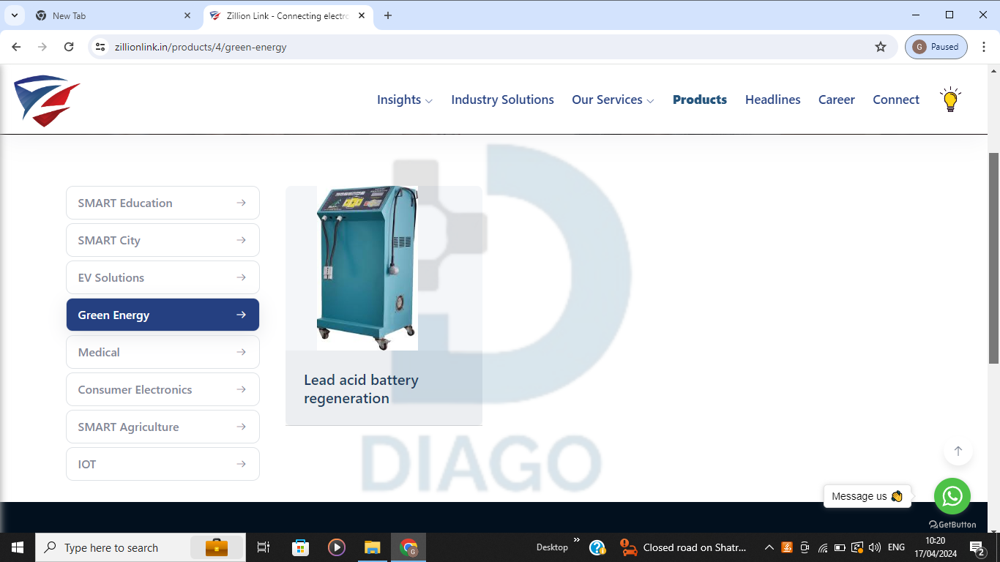 New Tab
Zillion Link - Connecting electro
zillionlink.in/products/4/green-energy
G
Paused
Insights
Industry Solutions
Our Services
Products
Headlines
Career
Connect
SMART Education
SMART City
EV Solutions
Green Energy
Medical
Consumer Electronics
SMART Agriculture
IOT
Lead acid battery
regeneration
DIAGO
Message us
GetButton
Type here to search
G
Desktop
Closed road on Shatr...
ENG
10:20
17/04/2024
2